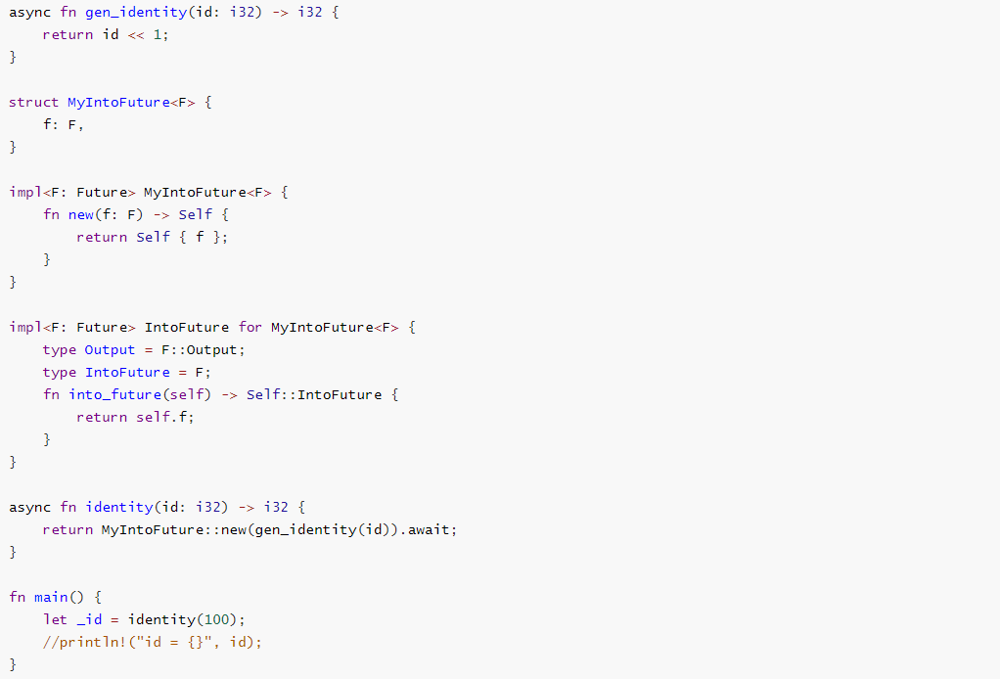 async fn gen_identity(id: i32) -> i32 {
    return id << 1;
}

struct MyIntoFuture<F> {
    f: F,
}

impl<F: Future> MyIntoFuture<F> {
    fn new(f: F) -> Self {
        return Self { f };
    }
}

impl<F: Future> IntoFuture for MyIntoFuture<F> {
    type Output = F::Output;
    type IntoFuture = F;
    fn into_future(self) -> Self::IntoFuture {
        return self.f;
    }
}

async fn identity(id: i32) -> i32 {
    return MyIntoFuture::new(gen_identity(id)).await;
}

fn main() {
    let _id = identity(100);
    //println!("id = {}", id);
}